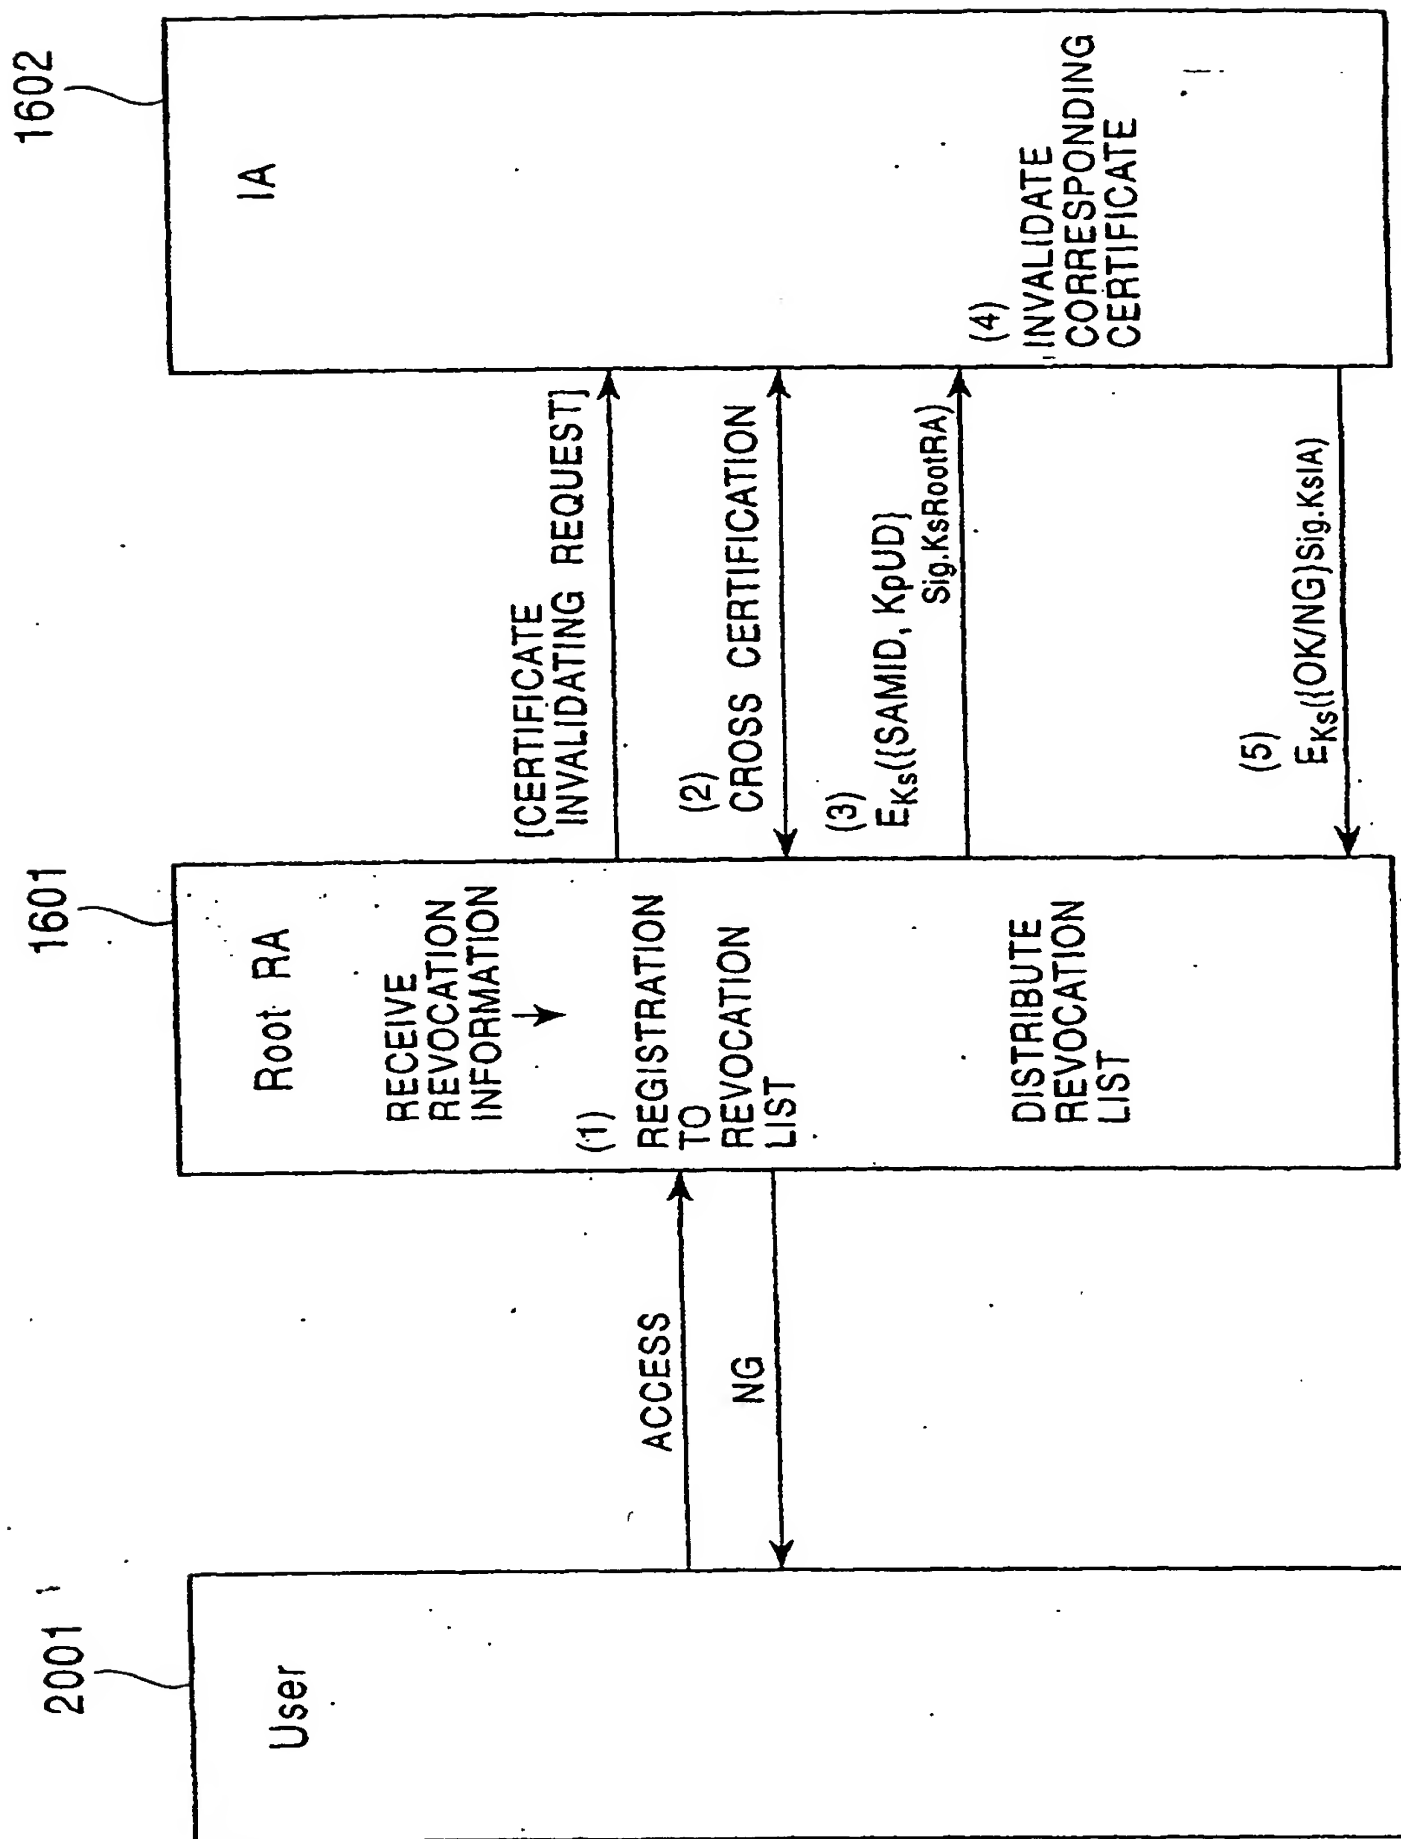 2001
User
ACCESS
NG
1601
Root RA
RECEIVE
REVOCATION
INFORMATION
(1)
REGISTRATION
TO
REVOCATION
LIST
DISTRIBUTE
REVOCATION
LIST
[CERTIFICATE
INVALIDATING REQUEST]
(2)
CROSS CERTIFICATION
(3)
EKs({SAMID, KpUD}
Sig.KsRootRA)
(5)
EKs({OK/NG}Sig.KsIA)
1602
IA
(4)
INVALIDATE
CORRESPONDING
CERTIFICATE